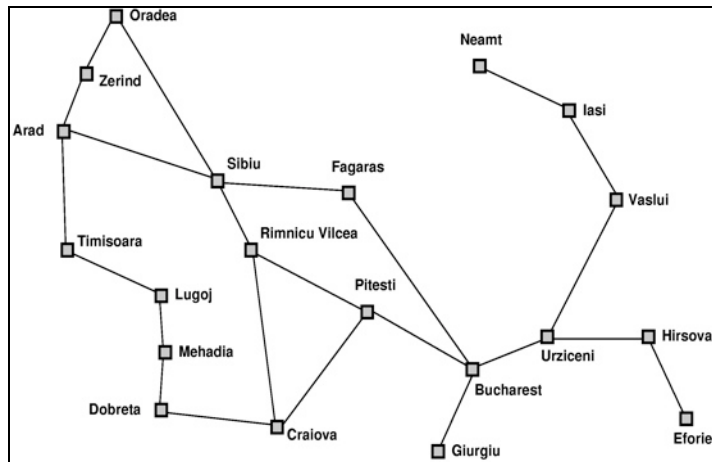 Oradea
Neamt
Zerind
Iasi
Arad
Sibiu
Fagaras
Vaslui
Timisoara
Rimnicu Vilcea
Pitesti
Lugoj
Hirsova
Mehadia
Urziceni
Bucharest
Dobreta
Craiova
Eforie
Giurgiu